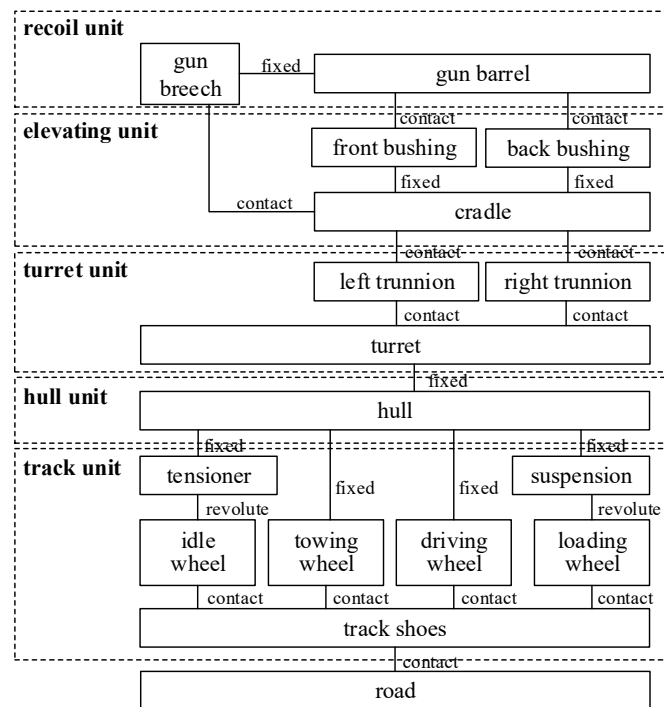 recoil unit
gun
breech
fixed
gun barrel
contact
contact
elevating unit
front bushing
back bushing
fixed
fixed
contact
cradle
contact
contact
turret unit
left trunnion
right trunnion
contact
contact
turret
fixed
hull unit
hull
fixed
fixed
track unit
tensioner
suspension
fixed
fixed
revolute
revolute
idle
wheel
towing
wheel
driving
wheel
loading
wheel
contact
contact
contact
contact
track shoes
contact
road